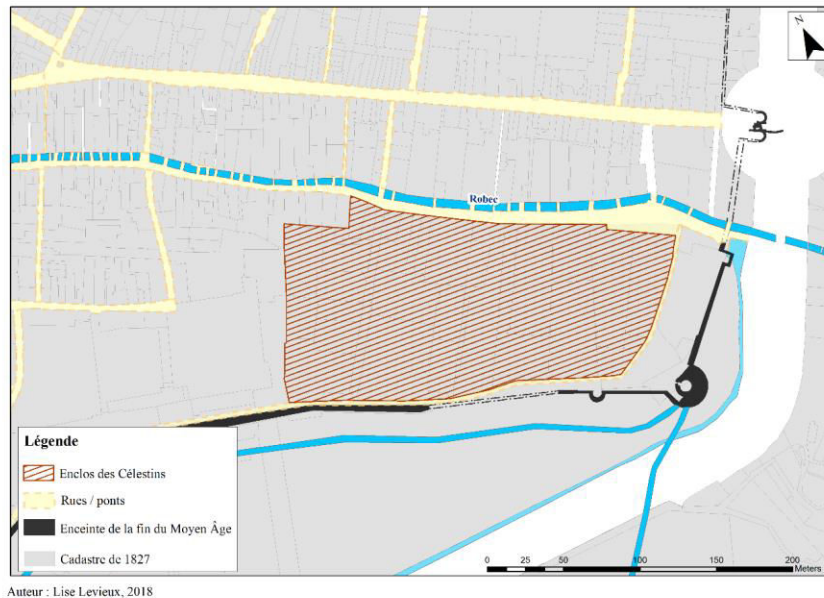 N
Robec
Légende
Enclos des Célestins
Rues / ponts
Enceinte de la fin du Moyen Âge
Cadastre de 1827
0 25 50 100 150 200
Meters
Auteur : Lise Levieux, 2018